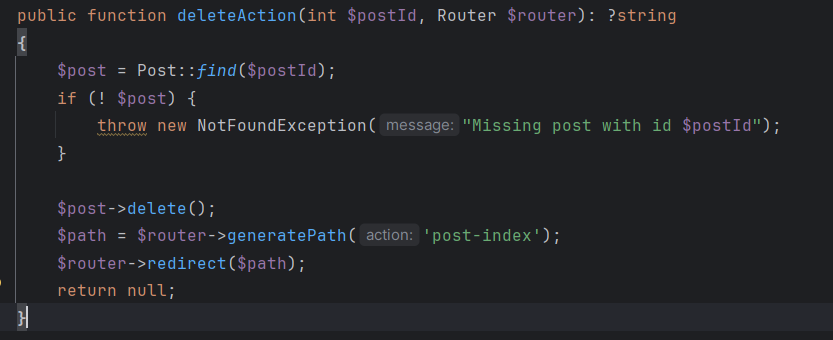 public function deleteAction(int $postId, Router $router): ?string
{
    $post = Post::find($postId);
    if (! $post) {
        throw new NotFoundException( message: "Missing post with id $postId");
    }

    $post->delete();
    $path = $router->generatePath( action: 'post-index');
    $router->redirect($path);
    return null;
}